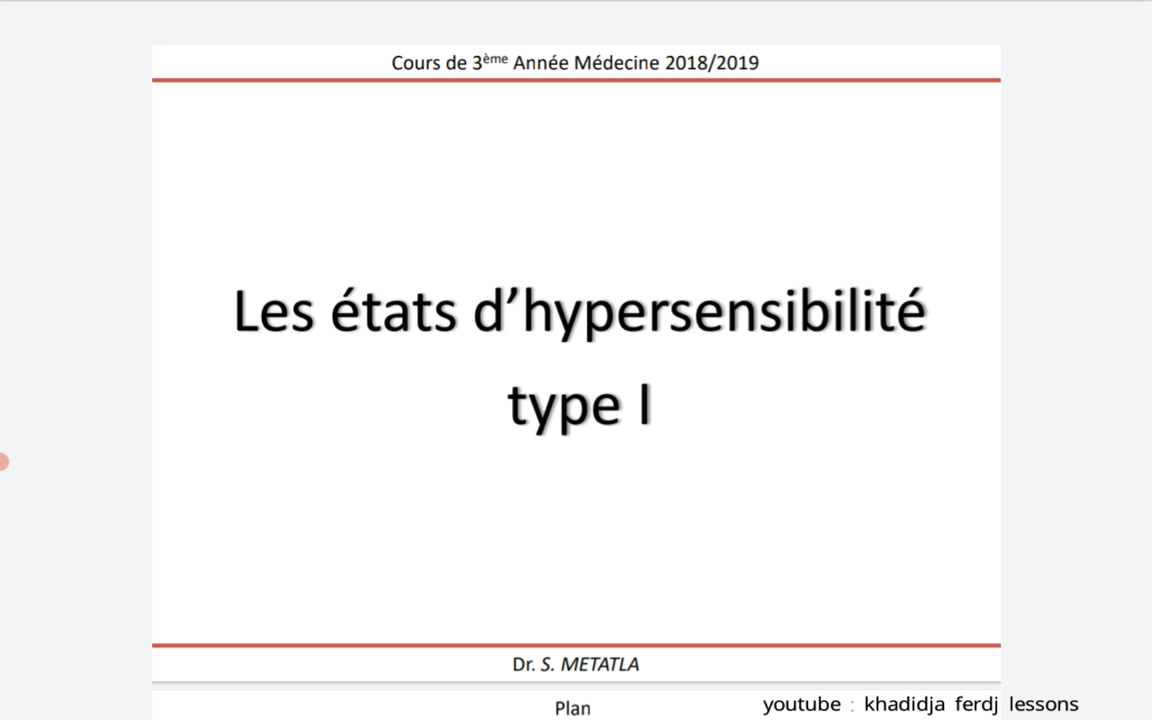 Cours de 3ème Année Médecine 2018/2019
Les états d’hypersensibilité
type I
Dr. S. METATLA
Plan
youtube : khadidja ferdj lessons